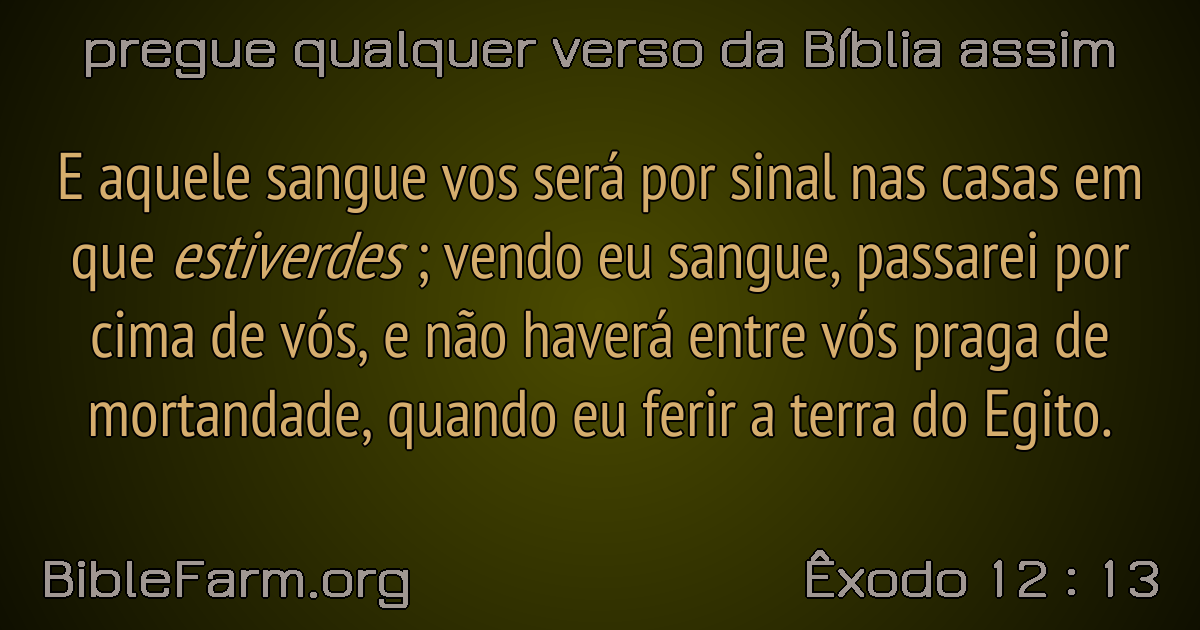 pregue qualquer verso da Bíblia assim
E aquele sangue vos será por sinal nas casas em
que estiverdes ; vendo eu sangue, passarei por
cima de vós, e não haverá entre vós praga de
mortandade, quando eu ferir a terra do Egito.
BibleFarm.org
Êxodo 12 : 13